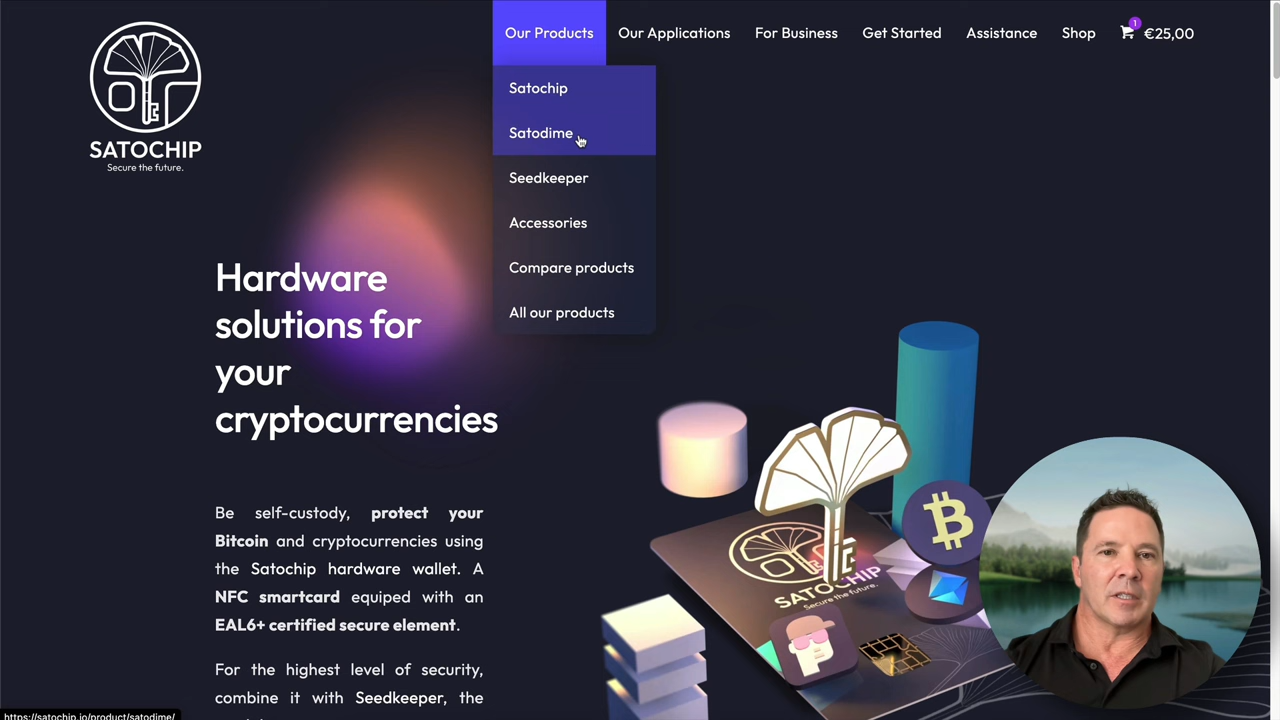 Our Products
Our Applications
For Business
Get Started
Assistance
Shop
1
€25,00
SATOCHIP
Secure the future.
Satochip
Satodime
Seedkeeper
Accessories
Compare products
All our products
Hardware
solutions for
your
cryptocurrencies
Be self-custody, protect your
Bitcoin and cryptocurrencies using
the Satochip hardware wallet. A
NFC smartcard equiped with an
EAL6+ certified secure element.
For the highest level of security,
combine it with Seedkeeper, the
SATOCHIP
Secure the future.
https://satochip.io/product/satodime/